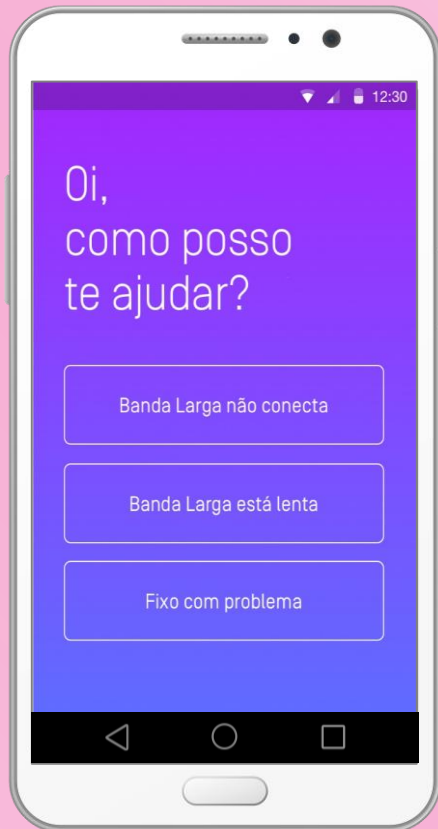 12:30
Oi,
como posso
te ajudar?
Banda Larga não conecta
Banda Larga está lenta
Fixo com problema